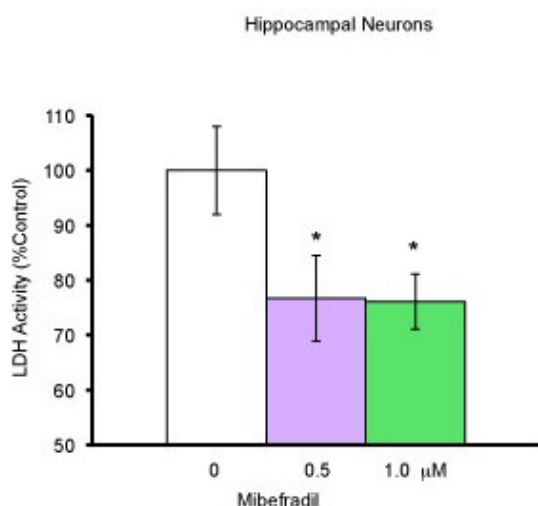 Hippocampal Neurons
LDH Activity (%Control)
110
100
90
80
70
60
50
*
*
0 0.5 1.0 μM
Mibefradil